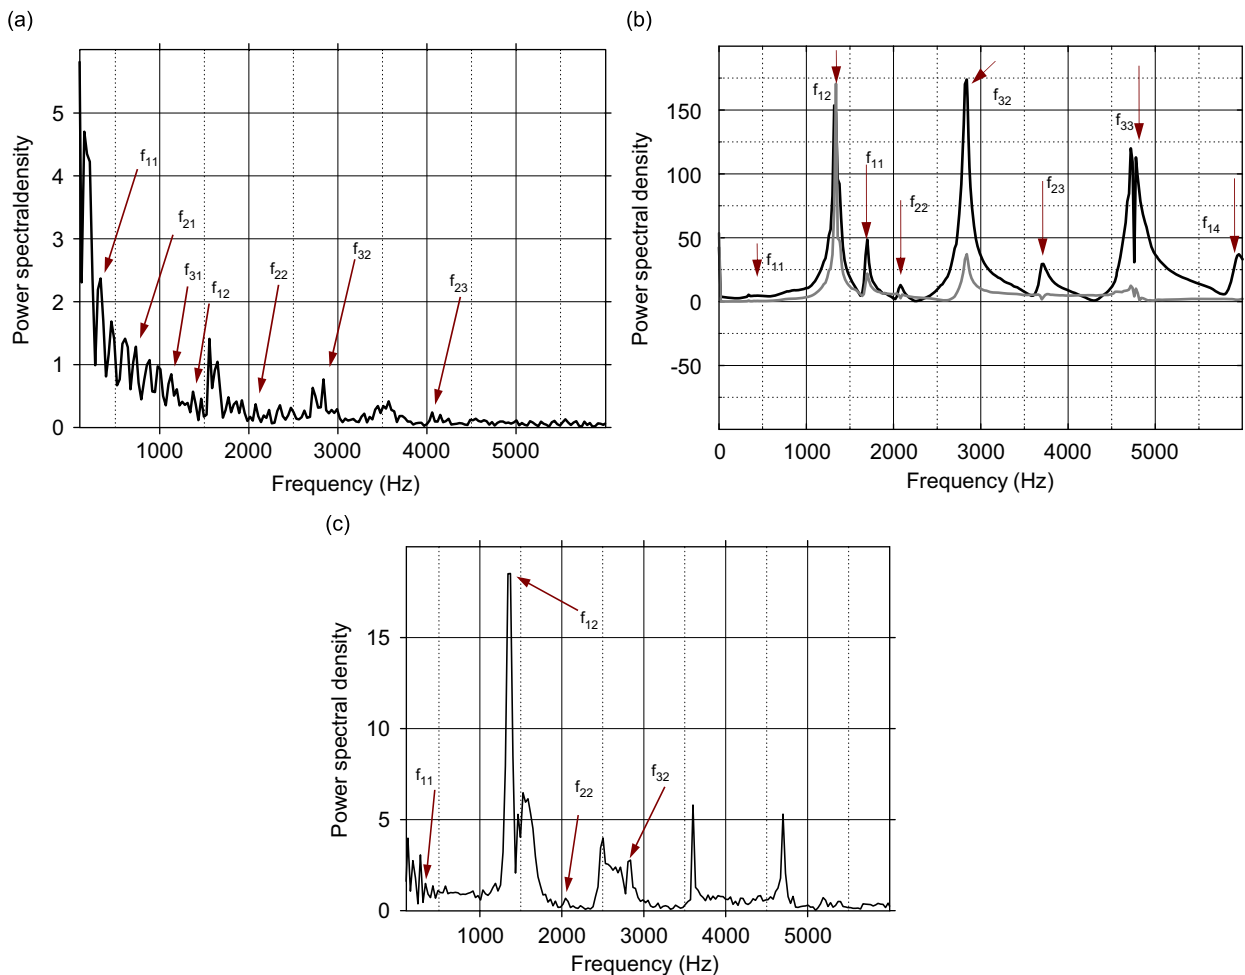 (a)
Power spectraldensity
5
4
3
2
1
0
f11
f21
f31
f12
f22
f32
f23
1000
2000
3000
4000
5000
Frequency (Hz)
(b)
Power spectral density
150
100
50
0
-50
f12
f32
f33
f11
f23
f22
f14
f11
0
1000
2000
3000
4000
5000
Frequency (Hz)
(c)
Power spectral density
15
10
5
0
f12
f11
f22
f32
1000
2000
3000
4000
5000
Frequency (Hz)